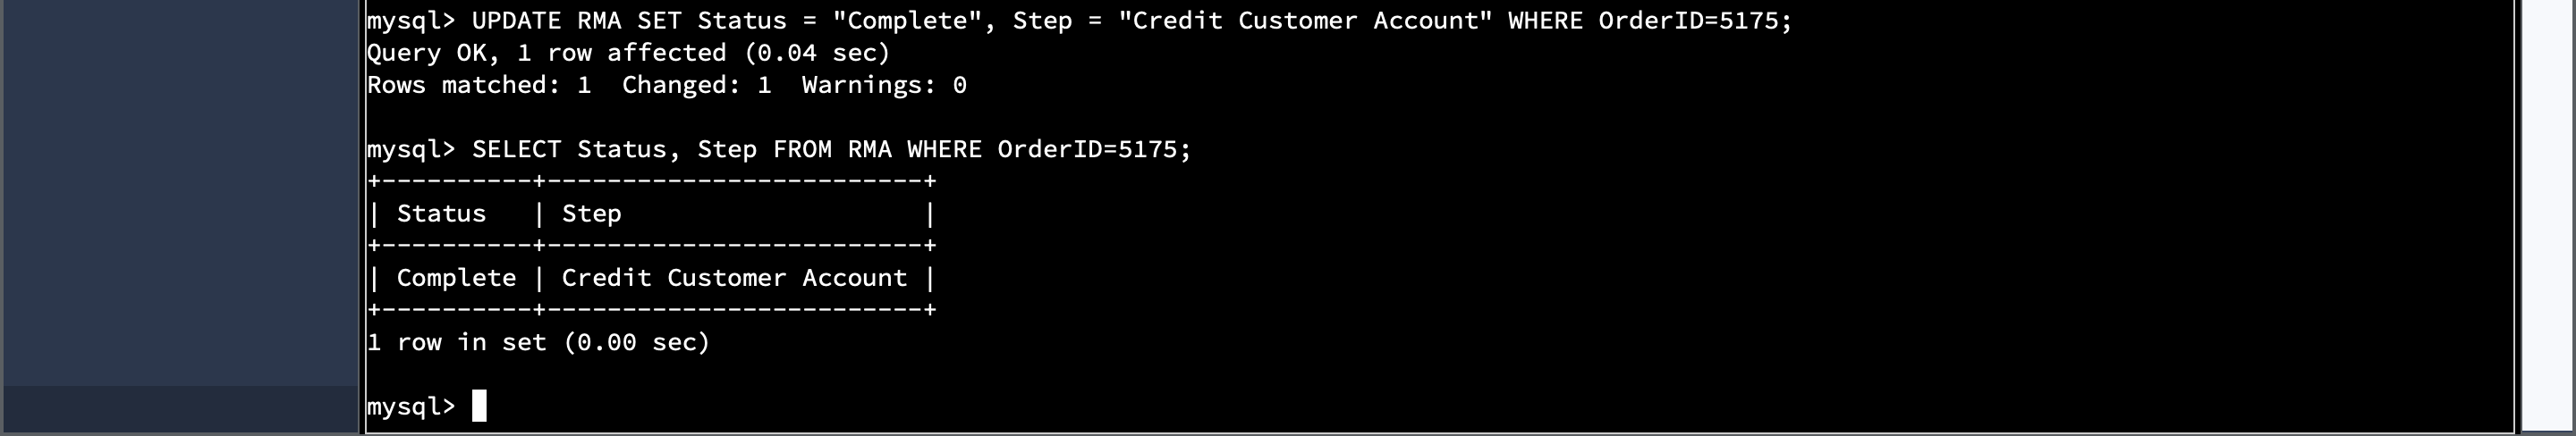 mysql> UPDATE RMA SET Status = "Complete", Step = "Credit Customer Account" WHERE OrderID=5175;
Query OK, 1 row affected (0.04 sec)
Rows matched: 1  Changed: 1  Warnings: 0
mysql> SELECT Status, Step FROM RMA WHERE OrderID=5175;
+----------+-------------------------+
| Status   | Step                    |
+----------+-------------------------+
| Complete | Credit Customer Account |
+----------+-------------------------+
1 row in set (0.00 sec)
mysql>